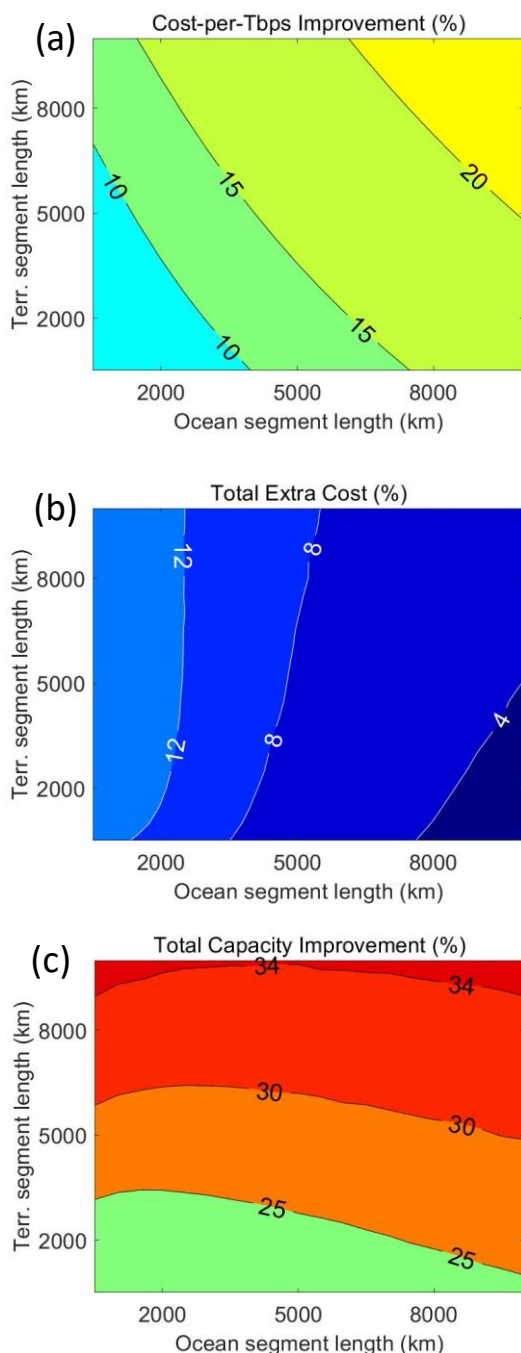 (a)
Cost-per-Tbps Improvement (%)
Terr. segment length (km)
8000
5000
2000
10
15
20
10
15
2000
5000
8000
Ocean segment length (km)
(b)
Total Extra Cost (%)
Terr. segment length (km)
8000
5000
2000
12
8
12
8
4
2000
5000
8000
Ocean segment length (km)
(c)
Total Capacity Improvement (%)
Terr. segment length (km)
8000
5000
2000
34
34
30
30
25
25
2000
5000
8000
Ocean segment length (km)